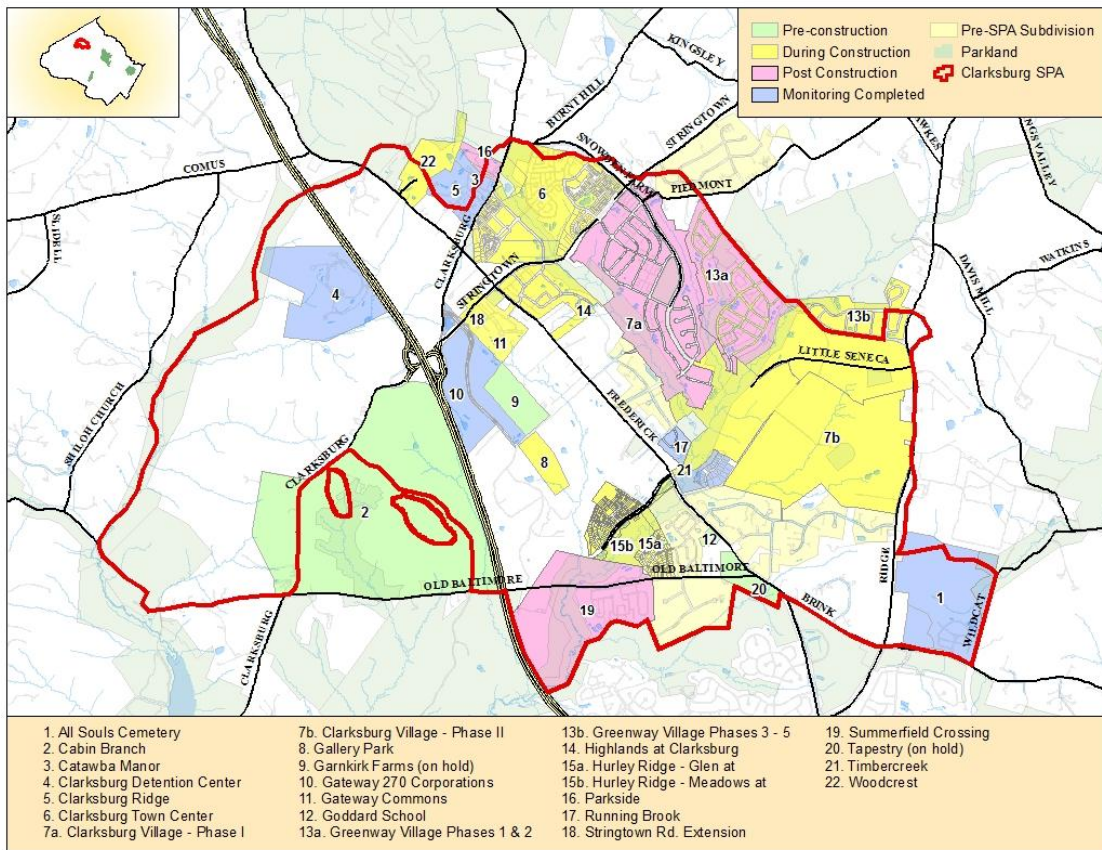 Pre-construction
During Construction
Post Construction
Monitoring Completed
Pre-SPA Subdivision
Parkland
Clarksburg SPA
KINGSLEY
BURNT HILL
STRINGTOWN
SNOWDEN FARM
PIEDMONT
COMUS
SLIDELL
WATKINS
DAVIS MILL
CLARKSBURG
STRINGTOWN
LITTLE SENECA
FREDERICK
SHILOH CHURCH
CLARKSBURG
OLD BALTIMORE
OLD BALTIMORE
RIDGE
BRINK
WILDCAT
CLARKSBURG
22
16
5
3
6
4
13a
7a
14
18
11
13b
10
9
7b
8
17
21
2
15b
15a
12
19
20
1
1. All Souls Cemetery
2. Cabin Branch
3. Catawba Manor
4. Clarksburg Detention Center
5. Clarksburg Ridge
6. Clarksburg Town Center
7a. Clarksburg Village - Phase I
7b. Clarksburg Village - Phase II
8. Gallery Park
9. Garnkirk Farms (on hold)
10. Gateway 270 Corporations
11. Gateway Commons
12. Goddard School
13a. Greenway Village Phases 1 & 2
13b. Greenway Village Phases 3 - 5
14. Highlands at Clarksburg
15a. Hurley Ridge - Glen at
15b. Hurley Ridge - Meadows at
16. Parkside
17. Running Brook
18. Stringtown Rd. Extension
19. Summerfield Crossing
20. Tapestry (on hold)
21. Timbercreek
22. Woodcrest